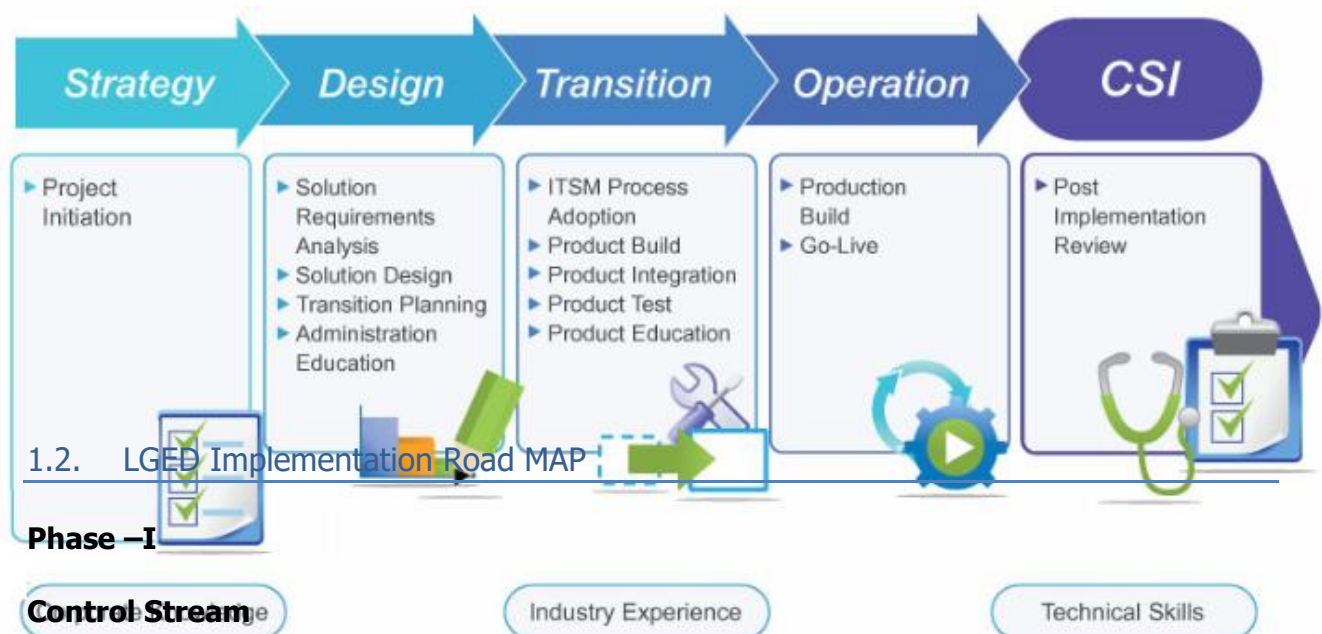 Strategy
Design
Transition
Operation
CSI
Project
Initiation
Solution
Requirements
Analysis
Solution Design
Transition Planning
Administration
Education
ITSM Process
Adoption
Product Build
Product Integration
Product Test
Product Education
Production
Build
Go-Live
Post
Implementation
Review
1.2. LGED Implementation Road MAP
Phase –I
Control Stream
Industry Experience
Technical Skills